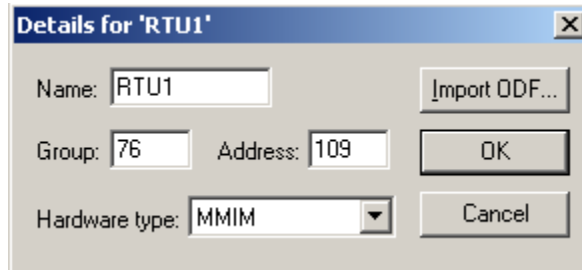 Details for 'RTU1'
Name: RTU1 Import ODF...
Group: 76 Address: 109 OK
Hardware type: MMIM Cancel